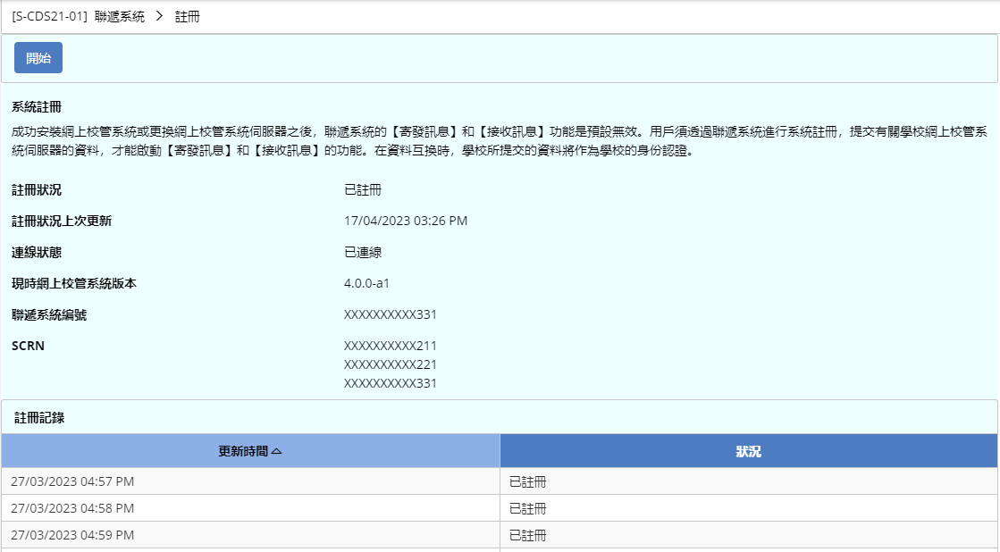 [S-CDS21-01] 聯遞系統 > 註冊
開始
系統註冊
成功安裝網上校管系統或更換網上校管系統伺服器之後，聯遞系統的【寄發訊息】和【接收訊息】功能是預設無效。用戶須透過聯遞系統進行系統註冊，提交有關學校網上校管系
統伺服器的資料，才能啟動【寄發訊息】和【接收訊息】的功能。在資料互換時，學校所提交的資料將作為學校的身份認證。
註冊狀況 已註冊
註冊狀況上次更新 17/04/2023 03:26 PM
連線狀態 已連線
現時網上校管系統版本 4.0.0-a1
聯遞系統編號 XXXXXXXXXX331
SCRN XXXXXXXXXX211
XXXXXXXXXX221
XXXXXXXXXX331
註冊記錄
更新時間 狀況
27/03/2023 04:57 PM 已註冊
27/03/2023 04:58 PM 已註冊
27/03/2023 04:59 PM 已註冊